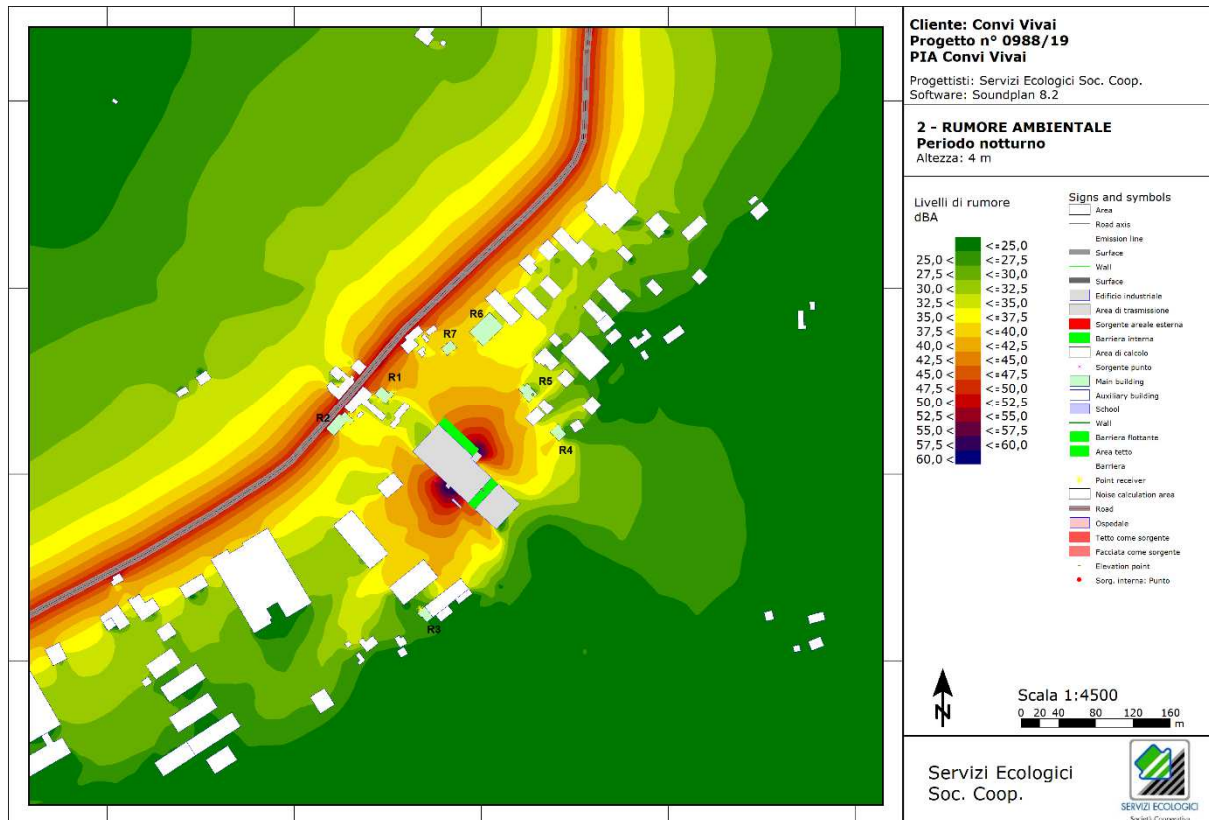 Cliente: Convi Vivai
Progetto n° 0988/19
PIA Convi Vivai
Progettisti: Servizi Ecologici Soc. Coop.
Software: Soundplan 8.2
2 - RUMORE AMBIENTALE
Periodo notturno
Altezza: 4 m
Livelli di rumore
dBA
<=25,0
25,0 < <=27,5
27,5 < <=30,0
30,0 < <=32,5
32,5 < <=35,0
35,0 < <=37,5
37,5 < <=40,0
40,0 < <=42,5
42,5 < <=45,0
45,0 < <=47,5
47,5 < <=50,0
50,0 < <=52,5
52,5 < <=55,0
55,0 < <=57,5
57,5 < <=60,0
60,0 <
Signs and symbols
Area
Road axis
Emission line
Surface
Wall
Surface
Edificio industriale
Area di trasmissione
Sorgente areale esterna
Barriera interna
Area di calcolo
Sorgente punto
Main building
Auxiliary building
School
Wall
Barriera flottante
Area tetto
Barriera
Point receiver
Noise calculation area
Road
Ospedale
Tetto come sorgente
Facciata come sorgente
Elevation point
Sorg. interna: Punto
R6
R7
R1
R5
R2
R4
R3
N
Scala 1:4500
0 20 40 80 120 160
m
Servizi Ecologici
Soc. Coop.
SERVIZI ECOLOGICI
Società Cooperativa